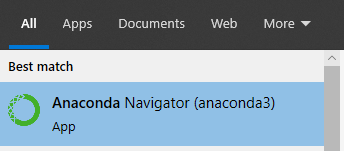 All Apps Documents Web More
Best match
Anaconda Navigator (anaconda3)
App